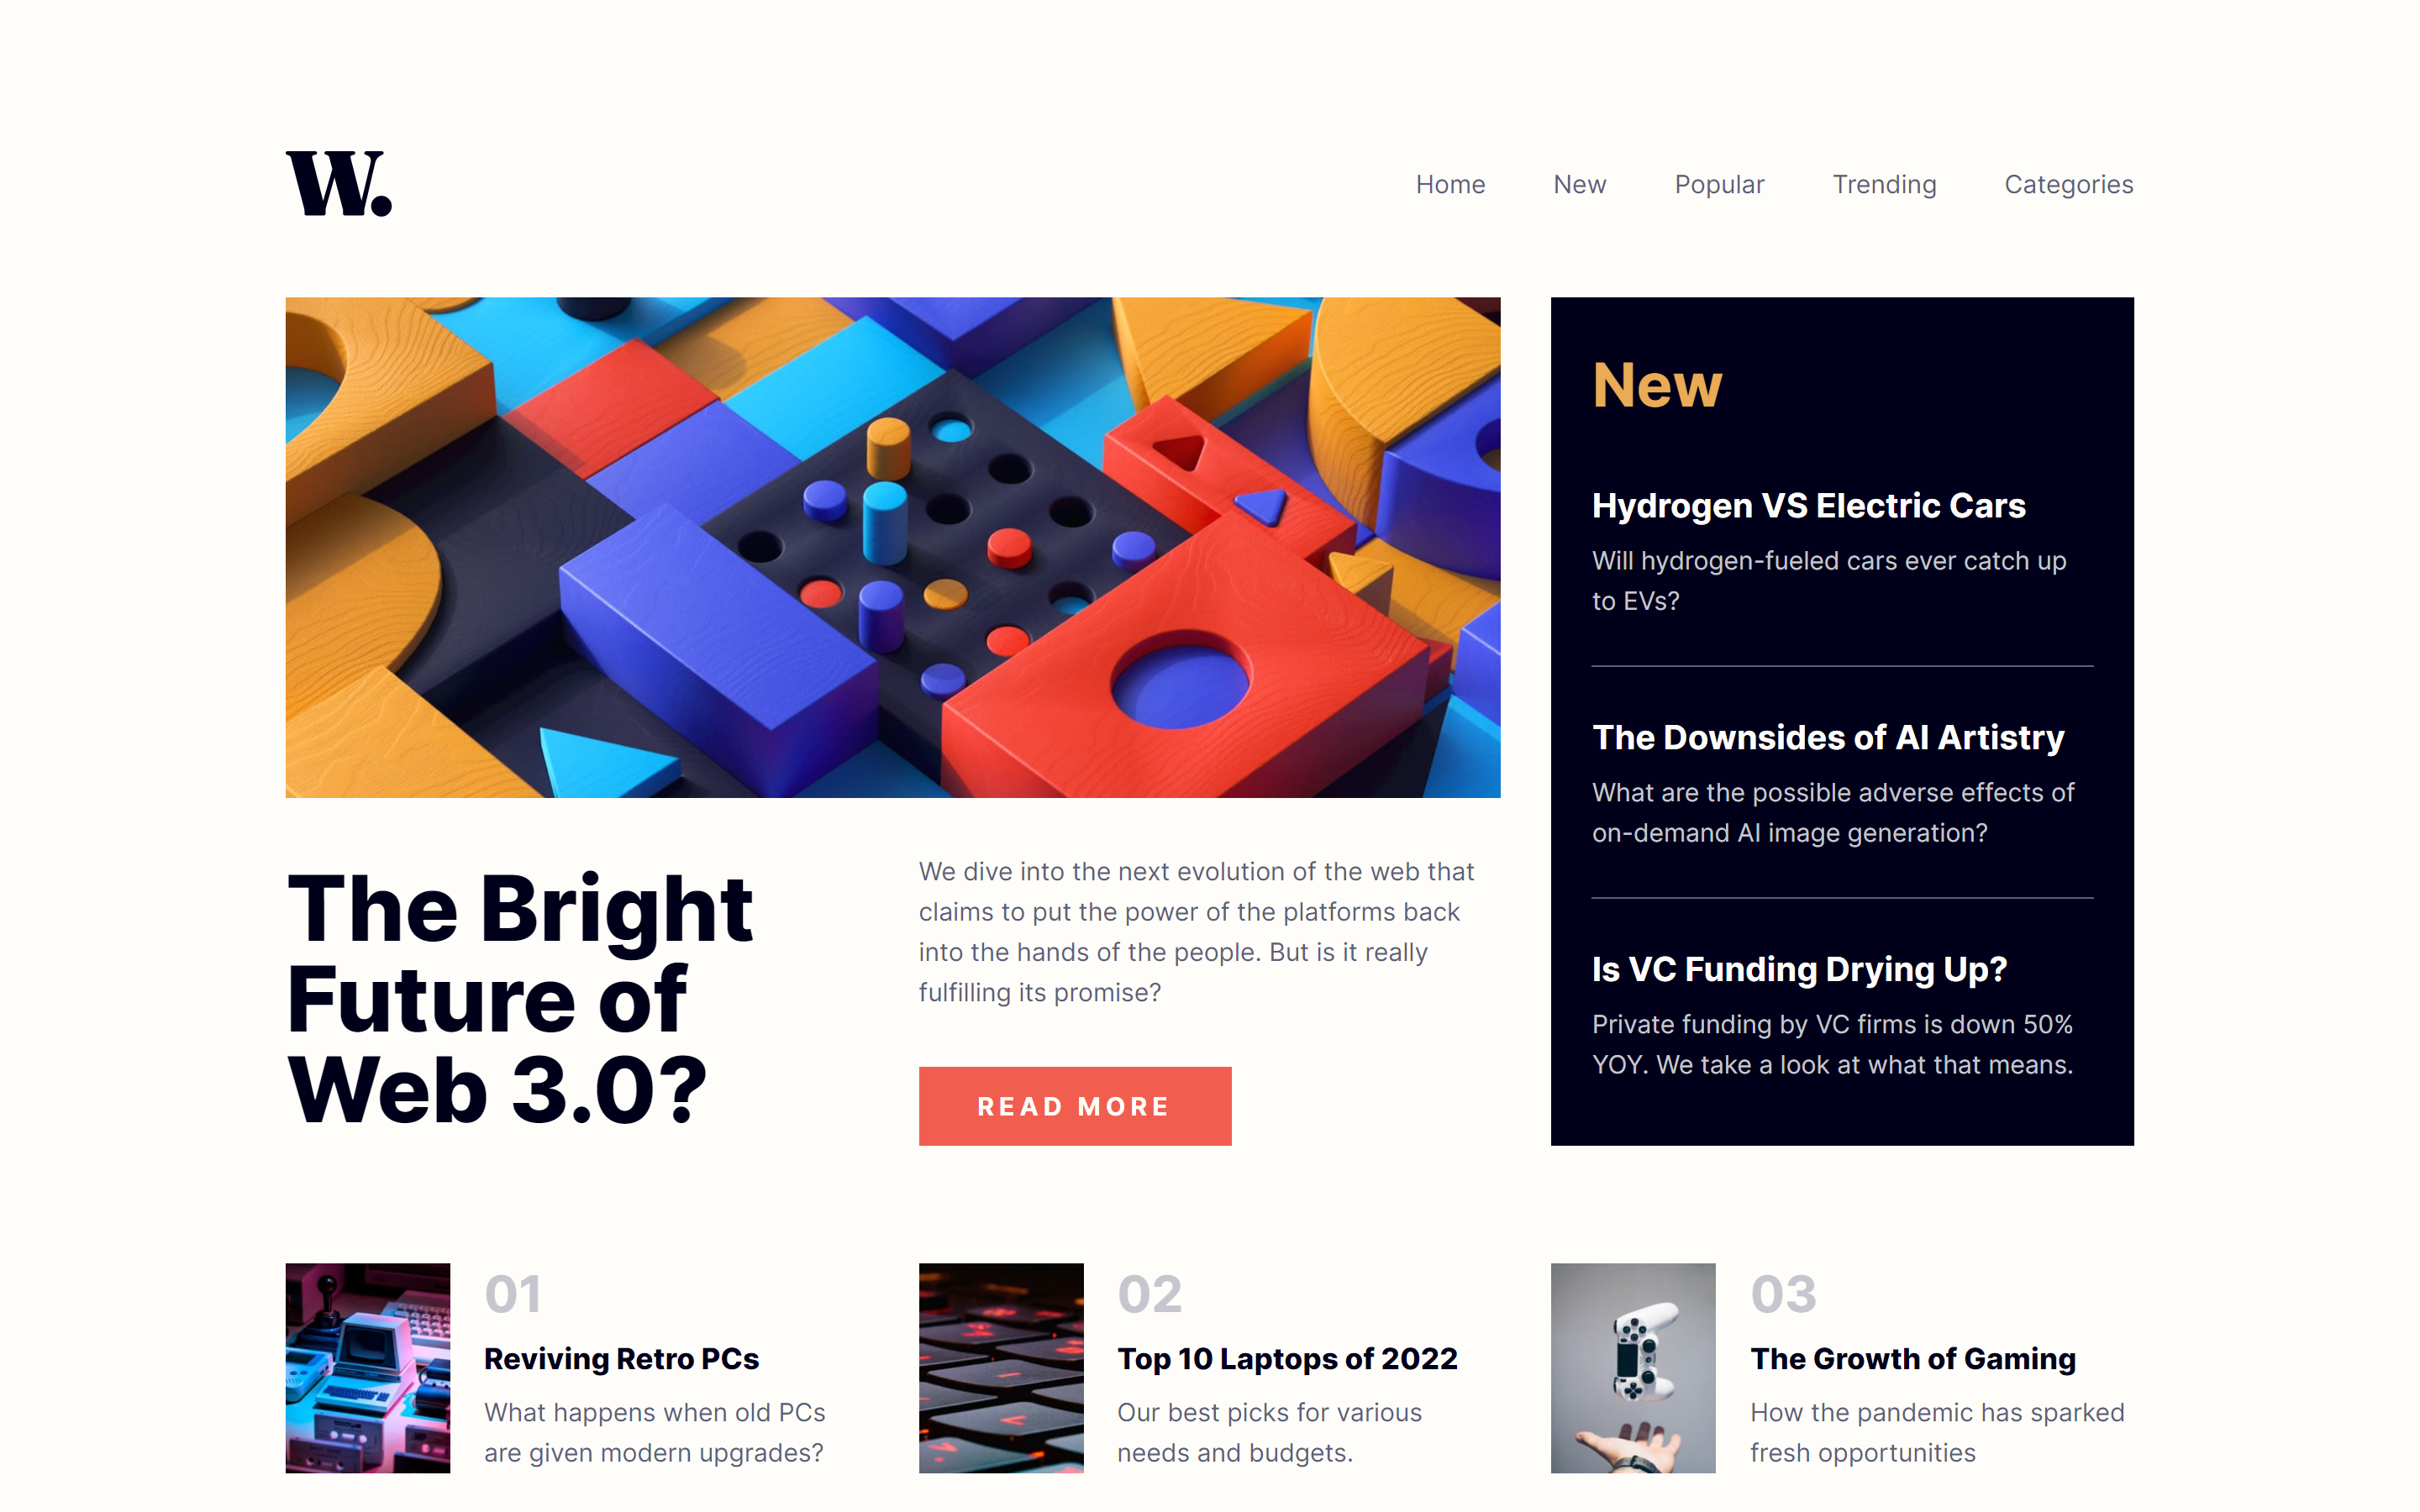 W.
Home New Popular Trending Categories
The Bright
Future of
Web 3.0?
We dive into the next evolution of the web that
claims to put the power of the platforms back
into the hands of the people. But is it really
fulfilling its promise?
READ MORE
New
Hydrogen VS Electric Cars
Will hydrogen-fueled cars ever catch up
to EVs?
The Downsides of AI Artistry
What are the possible adverse effects of
on-demand AI image generation?
Is VC Funding Drying Up?
Private funding by VC firms is down 50%
YOY. We take a look at what that means.
01
Reviving Retro PCs
What happens when old PCs
are given modern upgrades?
02
Top 10 Laptops of 2022
Our best picks for various
needs and budgets.
03
The Growth of Gaming
How the pandemic has sparked
fresh opportunities